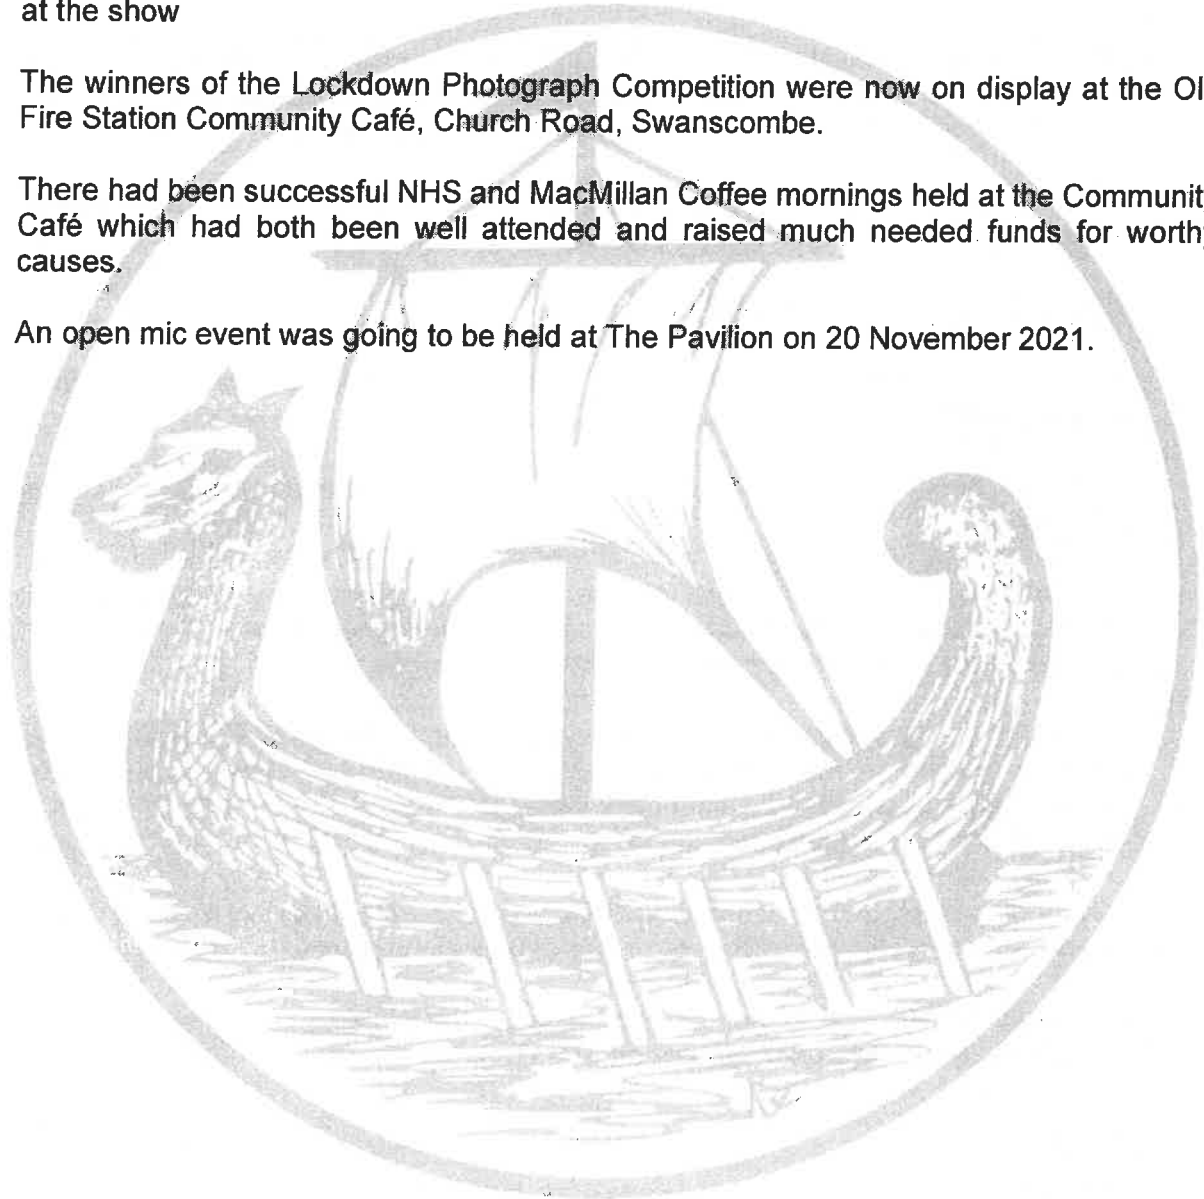 at the show
The winners of the Lockdown Photograph Competition were now on display at the Ol
Fire Station Community Café, Church Road, Swanscombe.
There had been successful NHS and MacMillan Coffee mornings held at the Communit
Café which had both been well attended and raised much needed funds for worth
causes.
An open mic event was going to be held at The Pavilion on 20 November 2021.